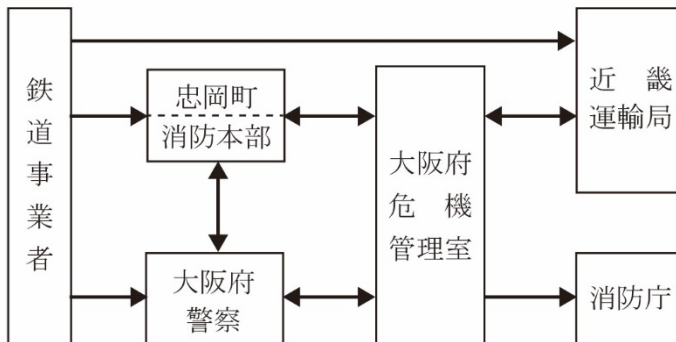 鉄道事業者
忠岡町
消防本部
大阪府
警察
大阪府
危機
管理室
近畿
運輸局
消防庁